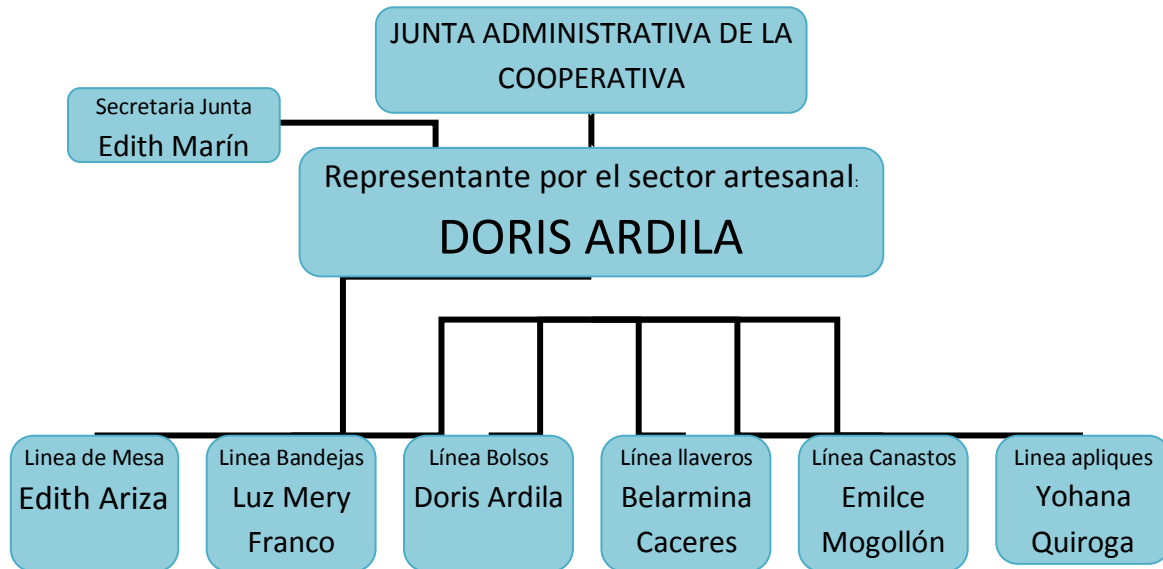 JUNTA ADMINISTRATIVA DE LA
COOPERATIVA
Secretaria Junta
Edith Marín
Representante por el sector artesanal:
DORIS ARDILA
Linea de Mesa
Edith Ariza
Linea Bandejas
Luz Mery
Franco
Línea Bolsos
Doris Ardila
Línea llaveros
Belarmina
Caceres
Línea Canastos
Emilce
Mogollón
Linea apliques
Yohana
Quiroga